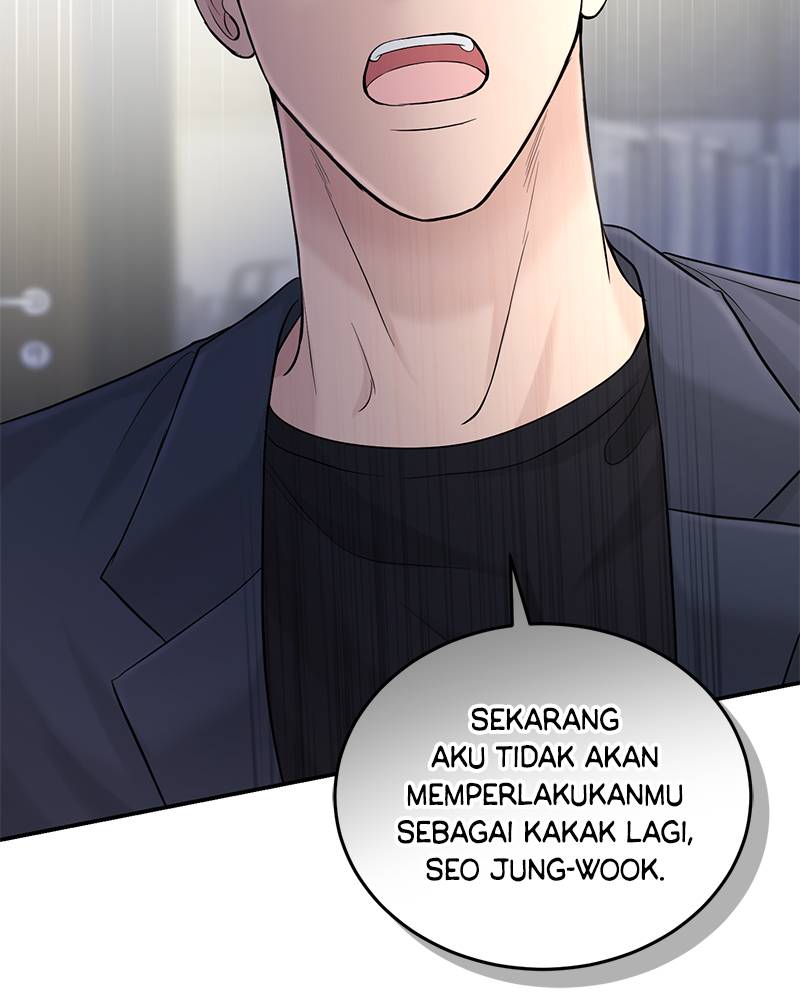 SEKARANG
AKU TIDAK AKAN
MEMPERLAKUKANMU
SEBAGAI KAKAK LAGI,
SEO JUNG-WOOK.